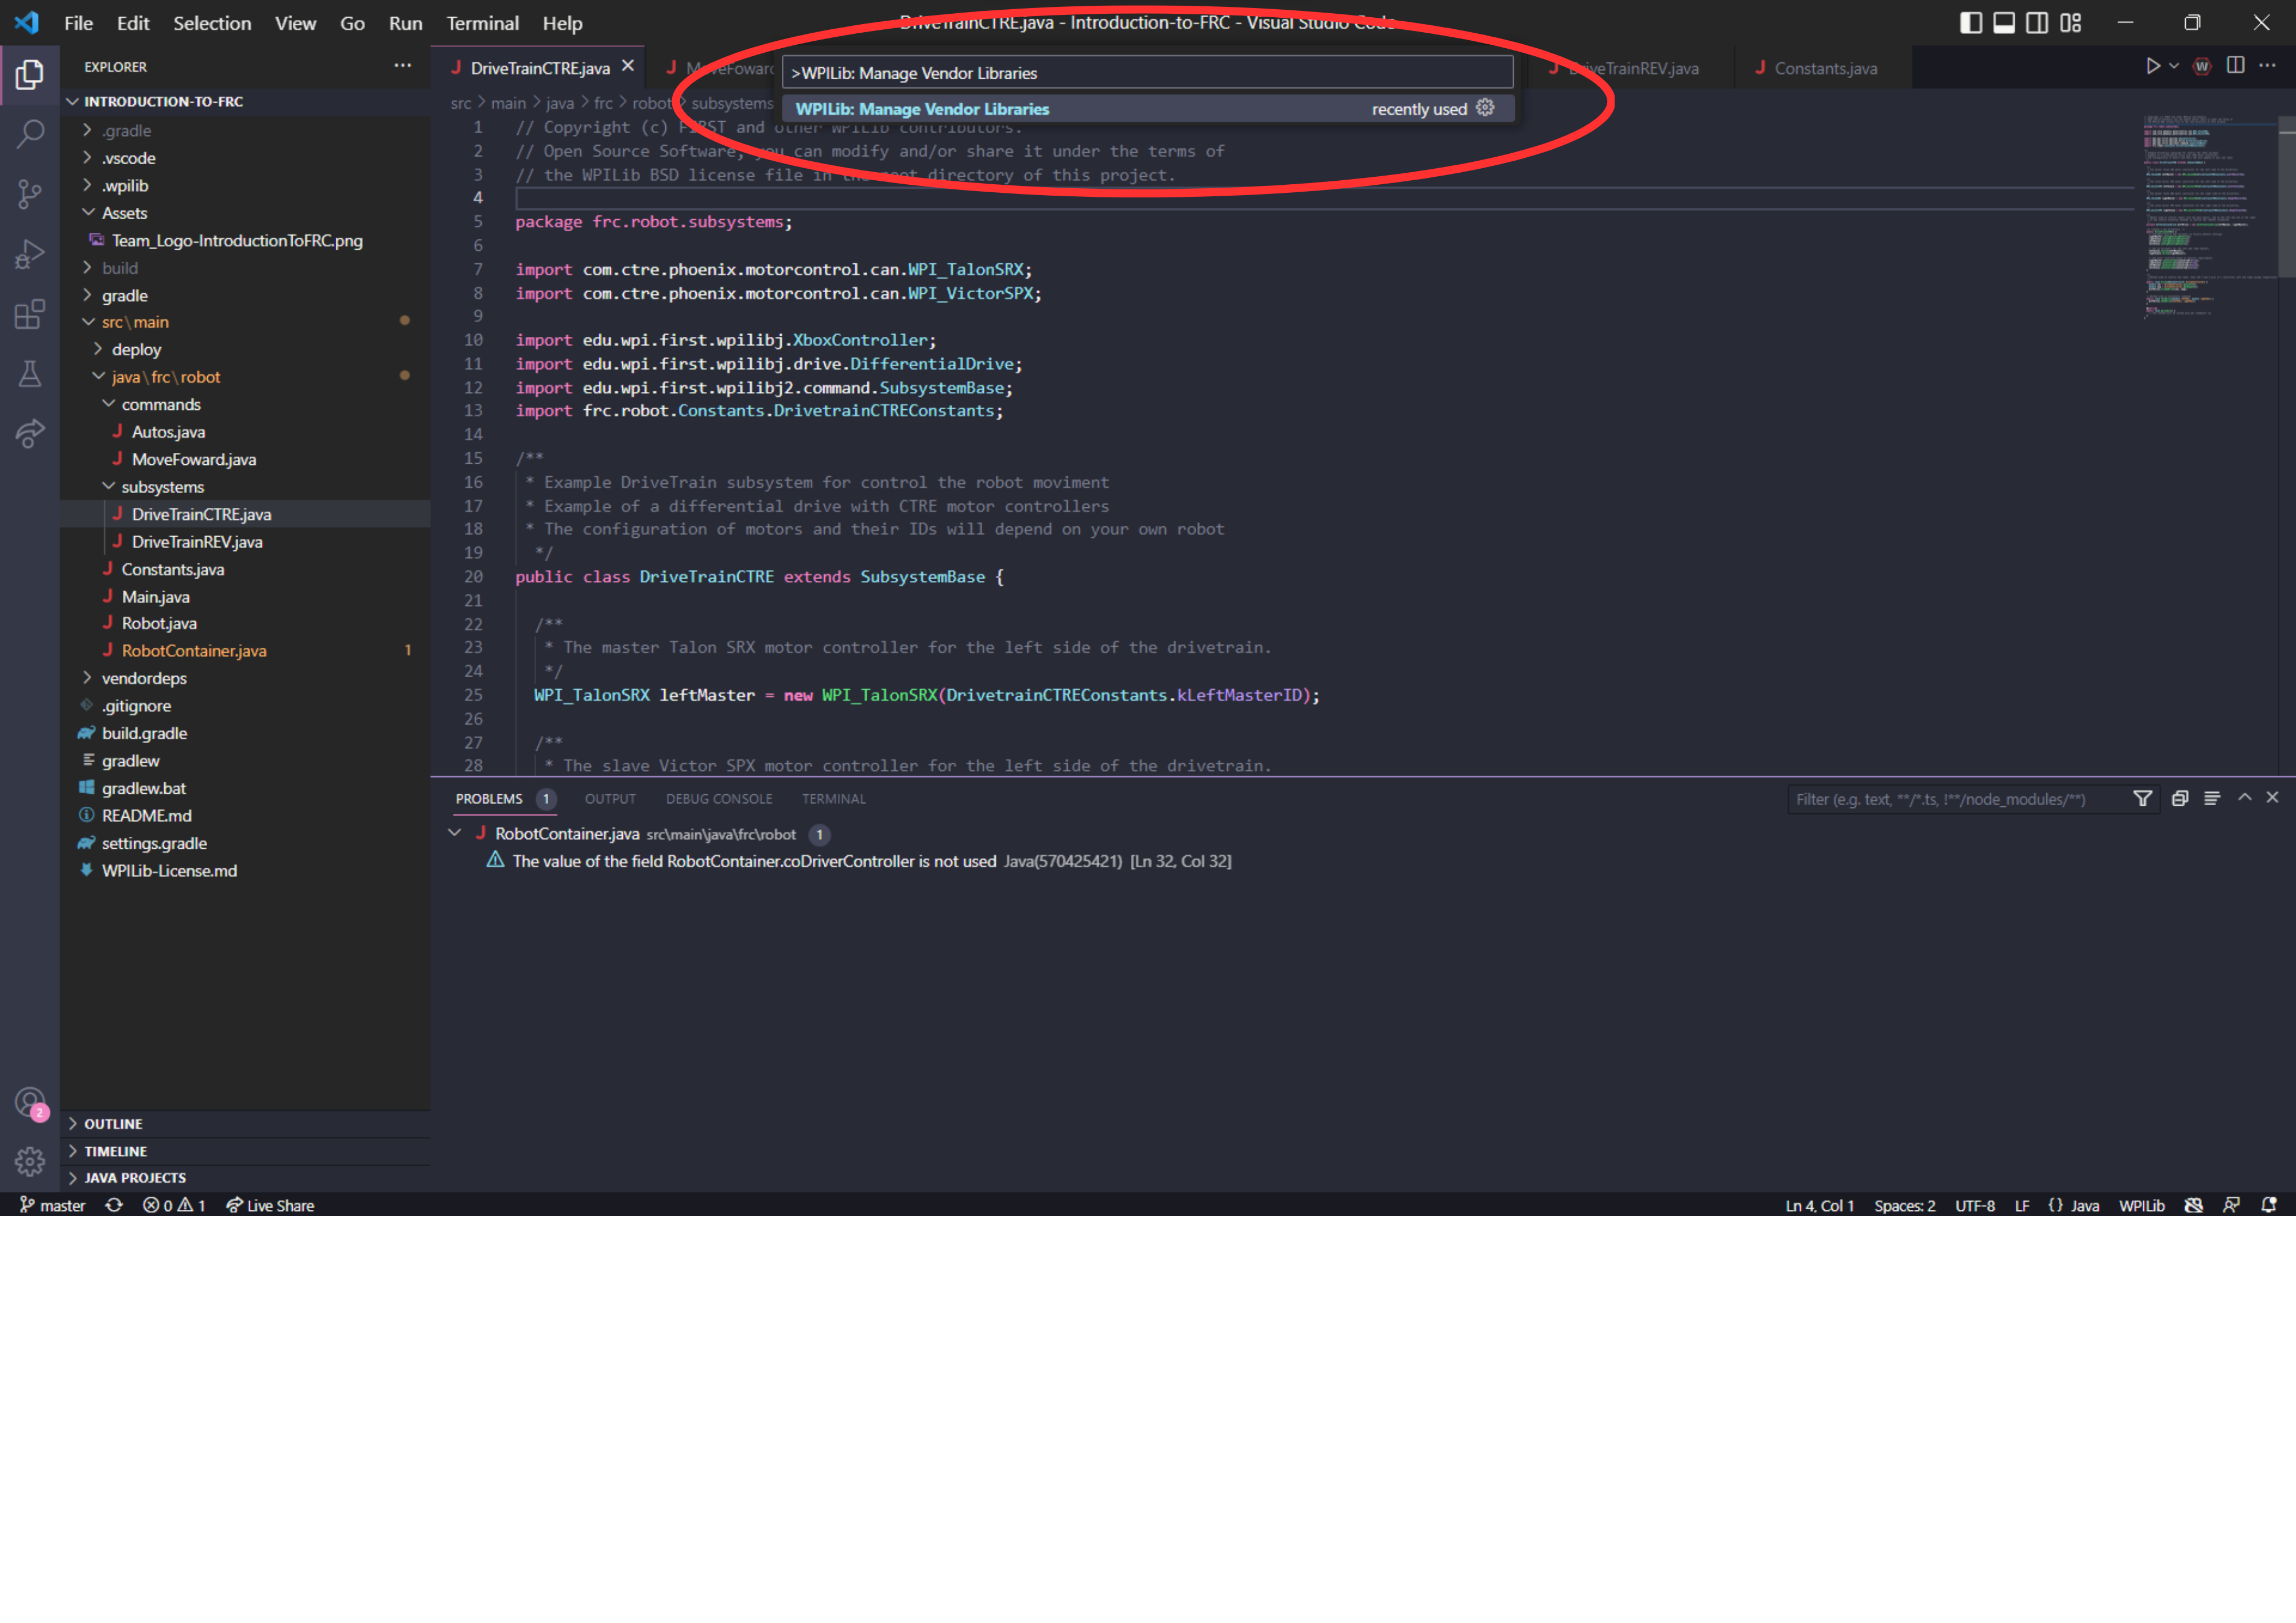 File Edit Selection View Go Run Terminal Help
DriveTrainCTRE.java - Introduction-to-FRC - Visual Studio Code
EXPLORER
INTRODUCTION-TO-FRC
.gradle
.vscode
.wpilib
Assets
Team_Logo-IntroductionToFRC.png
build
gradle
src\main
deploy
java\frc\robot
commands
Autos.java
MoveFoward.java
subsystems
DriveTrainCTRE.java
DriveTrainREV.java
Constants.java
Main.java
Robot.java
RobotContainer.java 1
vendordeps
.gitignore
build.gradle
gradlew
gradlew.bat
README.md
settings.gradle
WPILib-License.md
OUTLINE
TIMELINE
JAVA PROJECTS
2
DriveTrainCTRE.java MoveFoward DriveTrainREV.java Constants.java
>WPILib: Manage Vendor Libraries
WPILib: Manage Vendor Libraries recently used
src > main > java > frc > robot > subsystems
1 // Copyright (c) FIRST and other WPILib contributors.
2 // Open Source Software; you can modify and/or share it under the terms of
3 // the WPILib BSD license file in the root directory of this project.
4
5 package frc.robot.subsystems;
6
7 import com.ctre.phoenix.motorcontrol.can.WPI_TalonSRX;
8 import com.ctre.phoenix.motorcontrol.can.WPI_VictorSPX;
9
10 import edu.wpi.first.wpilibj.XboxController;
11 import edu.wpi.first.wpilibj.drive.DifferentialDrive;
12 import edu.wpi.first.wpilibj2.command.SubsystemBase;
13 import frc.robot.Constants.DrivetrainCTREConstants;
14
15 /**
16 * Example DriveTrain subsystem for control the robot moviment
17 * Example of a differential drive with CTRE motor controllers
18 * The configuration of motors and their IDs will depend on your own robot
19 */
20 public class DriveTrainCTRE extends SubsystemBase {
21
22 /**
23 * The master Talon SRX motor controller for the left side of the drivetrain.
24 */
25 WPI_TalonSRX leftMaster = new WPI_TalonSRX(DrivetrainCTREConstants.kLeftMasterID);
26
27 /**
28 * The slave Victor SPX motor controller for the left side of the drivetrain.
PROBLEMS 1 OUTPUT DEBUG CONSOLE TERMINAL Filter (e.g. text, **/*.ts, !**/node_modules/**)
RobotContainer.java src\main\java\frc\robot 1
The value of the field RobotContainer.coDriverController is not used Java(570425421) [Ln 32, Col 32]
master 0 1 Live Share Ln 4, Col 1 Spaces: 2 UTF-8 LF {} Java WPILib